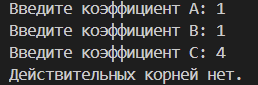 Введите коэффициент A: 1
Введите коэффициент B: 1
Введите коэффициент C: 4
Действительных корней нет.